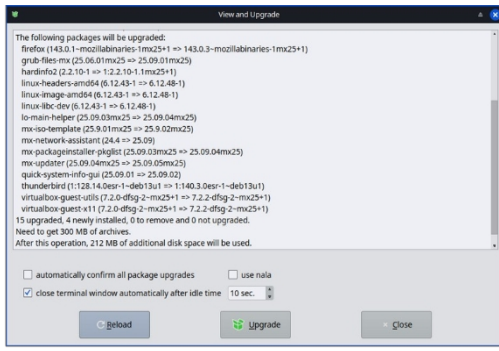 View and Upgrade
The following packages will be upgraded:
firefox (143.0.1~mozillabinaries-1mx25+1 => 143.0.3~mozillabinaries-1mx25+1)
grub-files-mx (25.06.01mx25 => 25.09.01mx25)
hardinfo2 (2.2.10-1 => 1:2.2.10-1.1mx25+1)
linux-headers-amd64 (6.12.43-1 => 6.12.48-1)
linux-image-amd64 (6.12.43-1 => 6.12.48-1)
linux-libc-dev (6.12.43-1 => 6.12.48-1)
lo-main-helper (25.09.03mx25 => 25.09.04mx25)
mx-iso-template (25.9.01mx25 => 25.9.02mx25)
mx-network-assistant (24.4 => 25.09)
mx-packageinstaller-pkglist (25.09.03mx25 => 25.09.04mx25)
mx-updater (25.09.04mx25 => 25.09.05mx25)
quick-system-info-gui (25.09.01 => 25.09.02)
thunderbird (1:128.14.0esr-1~deb13u1 => 1:140.3.0esr-1~deb13u1)
virtualbox-guest-utils (7.2.0-dfsg-2~mx25+1 => 7.2.2-dfsg-2~mx25+1)
virtualbox-guest-x11 (7.2.0-dfsg-2~mx25+1 => 7.2.2-dfsg-2~mx25+1)
15 upgraded, 4 newly installed, 0 to remove and 0 not upgraded.
Need to get 300 MB of archives.
After this operation, 212 MB of additional disk space will be used.
automatically confirm all package upgrades use nala
close terminal window automatically after idle time 10 sec.
Reload Upgrade Close